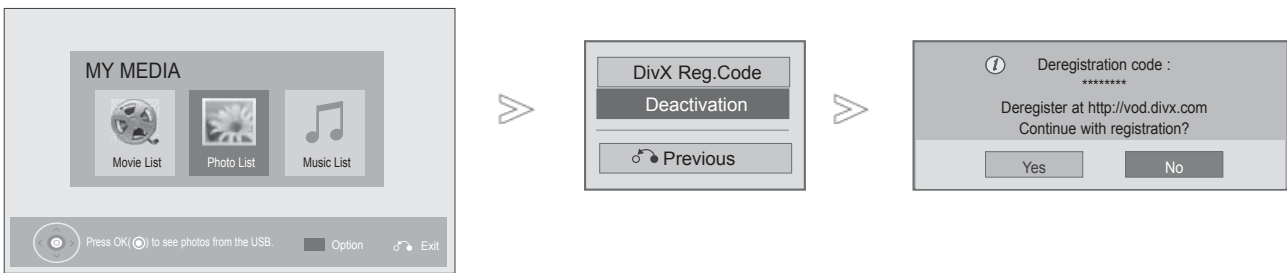 MY MEDIA
Movie List
Photo List
Music List
Press OK(◉) to see photos from the USB.
Option
Exit
DivX Reg.Code
Deactivation
Previous
Deregistration code :
********
Deregister at http://vod.divx.com
Continue with registration?
Yes
No